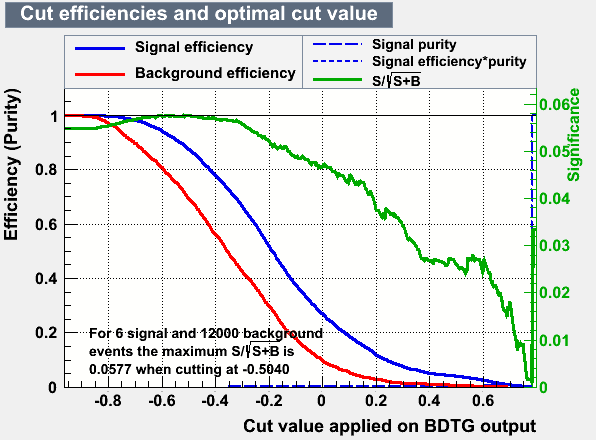 Cut efficiencies and optimal cut value
Signal efficiency
Background efficiency
Signal purity
Signal efficiency*purity
S/√S+B
Efficiency (Purity)
1
0.8
0.6
0.4
0.2
0
0.06
0.05
0.04
0.03
0.02
0.01
0
Significance
For 6 signal and 12000 background
events the maximum S/√S+B is
0.0577 when cutting at -0.5040
-0.8 -0.6 -0.4 -0.2 0 0.2 0.4 0.6
Cut value applied on BDTG output